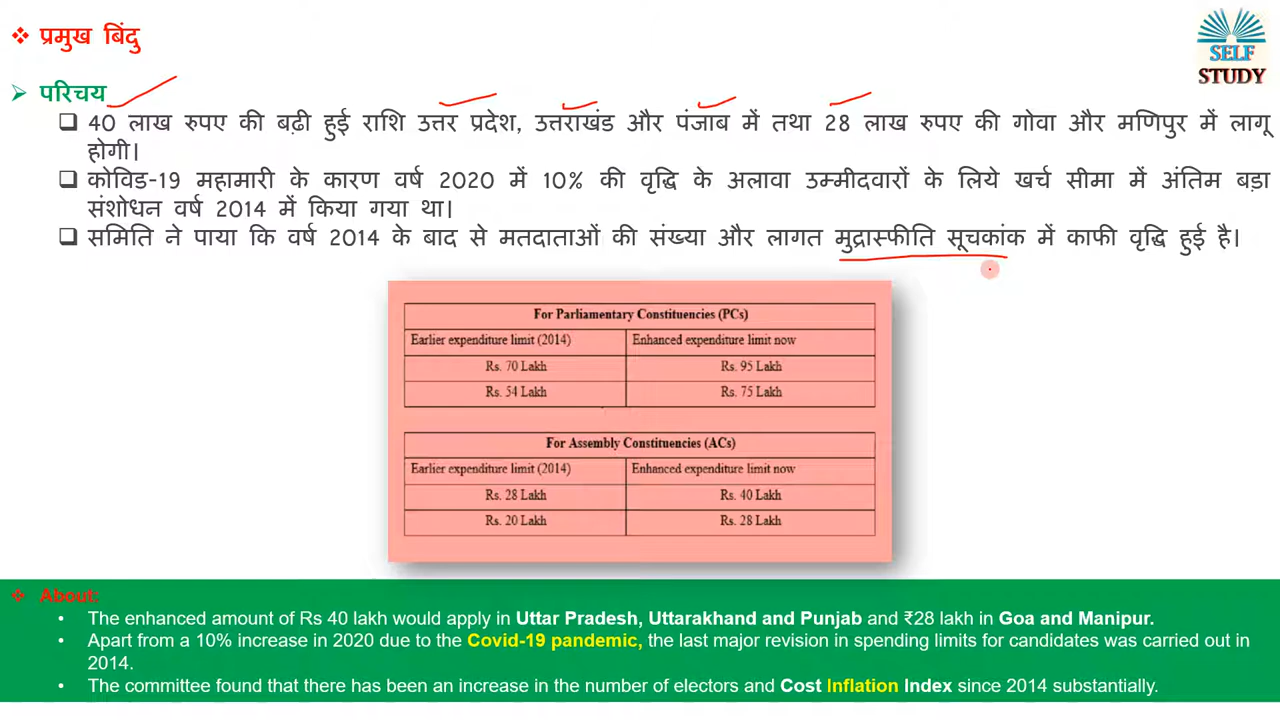 ❖ प्रमुख बिंदु
SELF
STUDY
➢ परिचय
❑ 40 लाख रुपए की बढ़ी हुई राशि उत्तर प्रदेश, उत्तराखंड और पंजाब में तथा 28 लाख रुपए की गोवा और मणिपुर में लागू
होगी।
❑ कोविड-19 महामारी के कारण वर्ष 2020 में 10% की वृद्धि के अलावा उम्मीदवारों के लिये खर्च सीमा में अंतिम बड़ा
संशोधन वर्ष 2014 में किया गया था।
❑ समिति ने पाया कि वर्ष 2014 के बाद से मतदाताओं की संख्या और लागत मुद्रास्फीति सूचकांक में काफी वृद्धि हुई है।
For Parliamentary Constituencies (PCs)
Earlier expenditure limit (2014) Enhanced expenditure limit now
Rs. 70 Lakh Rs. 95 Lakh
Rs. 54 Lakh Rs. 75 Lakh
For Assembly Constituencies (ACs)
Earlier expenditure limit (2014) Enhanced expenditure limit now
Rs. 28 Lakh Rs. 40 Lakh
Rs. 20 Lakh Rs. 28 Lakh
❖ About:
• The enhanced amount of Rs 40 lakh would apply in Uttar Pradesh, Uttarakhand and Punjab and ₹28 lakh in Goa and Manipur.
• Apart from a 10% increase in 2020 due to the Covid-19 pandemic, the last major revision in spending limits for candidates was carried out in
2014.
• The committee found that there has been an increase in the number of electors and Cost Inflation Index since 2014 substantially.